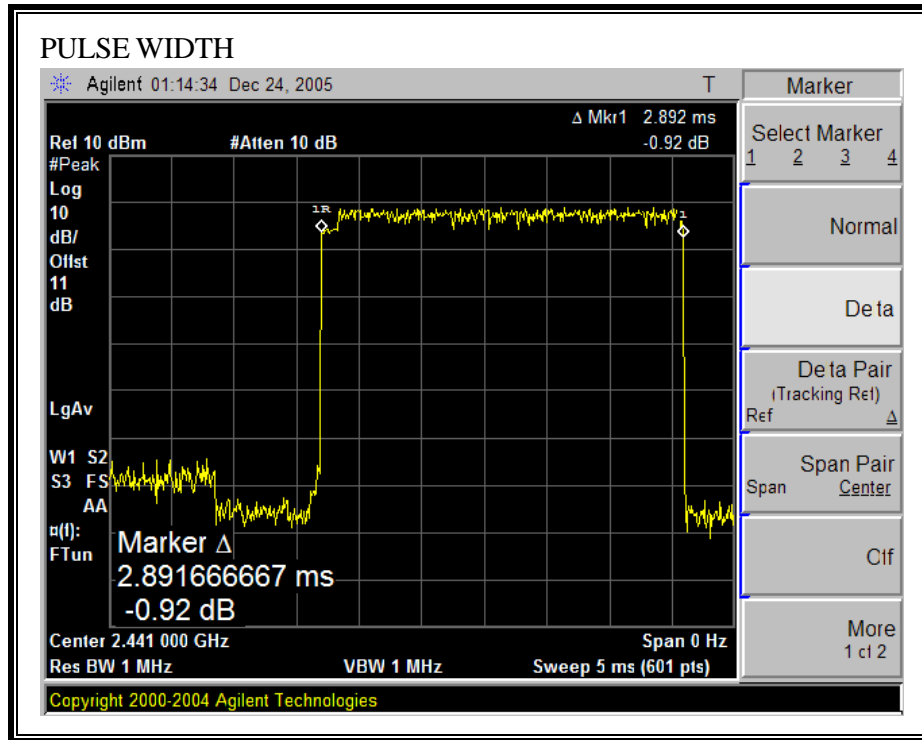 PULSE WIDTH
Agilent 01:14:34 Dec 24, 2005 T
Δ Mkr1 2.892 ms
Ref 10 dBm #Atten 10 dB -0.92 dB
#Peak
Log
10
dB/
Offst
11
dB
LgAv
W1 S2
S3 FS
AA
¤(f):
FTun
1R
1
Marker Δ
2.891666667 ms
-0.92 dB
Center 2.441 000 GHz Span 0 Hz
Res BW 1 MHz VBW 1 MHz Sweep 5 ms (601 pts)
Copyright 2000-2004 Agilent Technologies
Marker
Select Marker
1 2 3 4
Normal
Delta
Delta Pair
(Tracking Ref)
Ref Δ
Span Pair
Span Center
Off
More
1 of 2